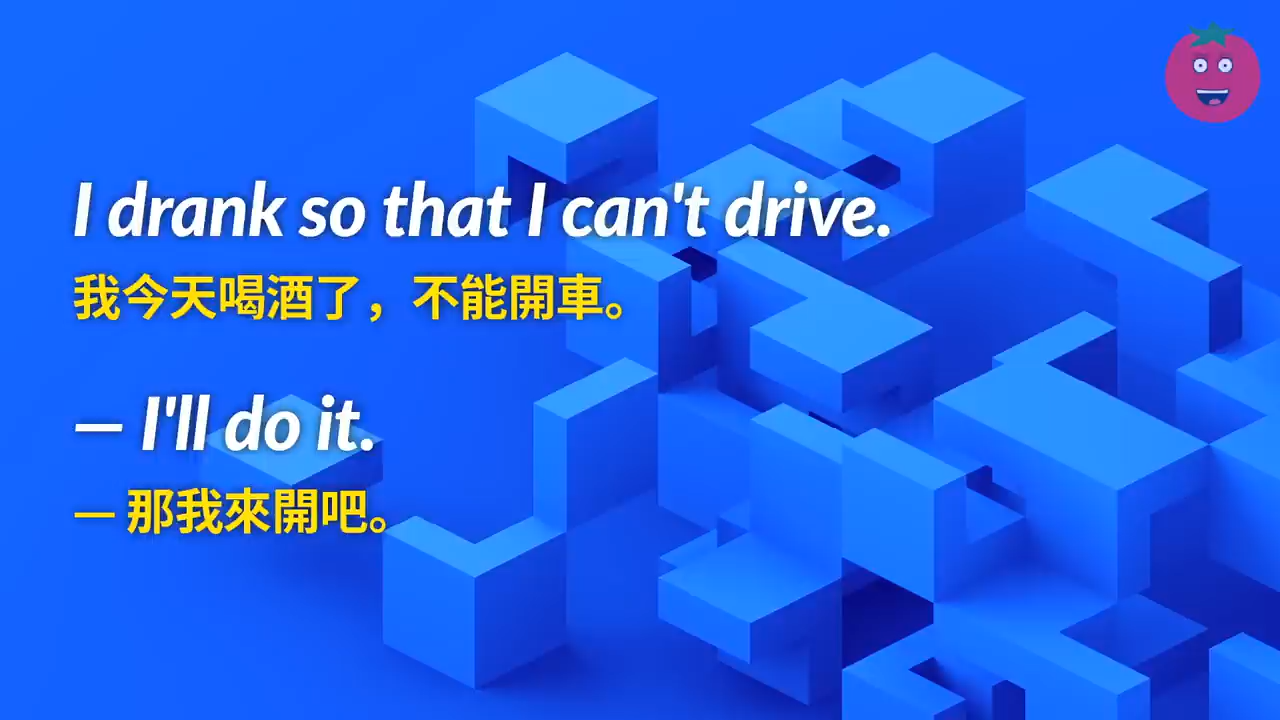 I drank so that I can't drive.
我今天喝酒了，不能開車。
— I'll do it.
— 那我來開吧。